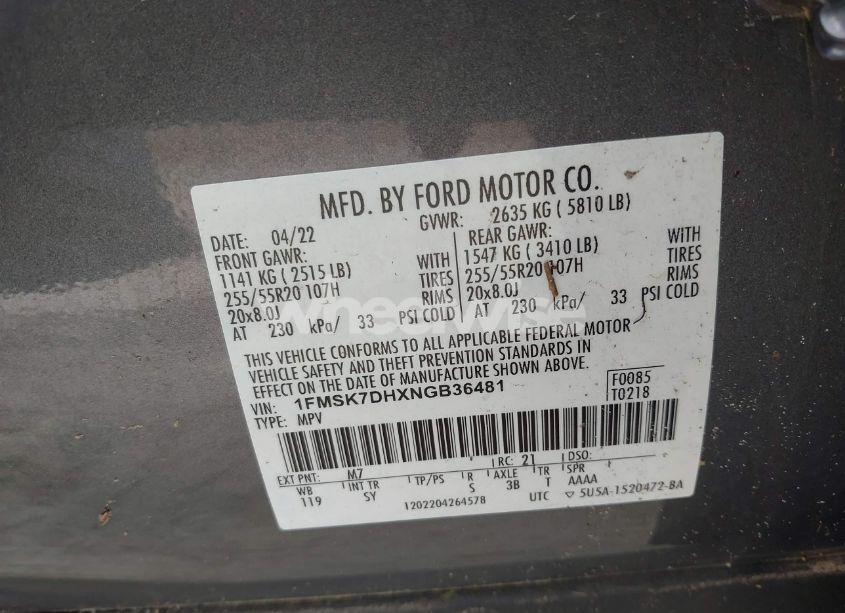 MFD. BY FORD MOTOR CO.
DATE: 04/22 GVWR: 2635 KG ( 5810 LB)
FRONT GAWR: REAR GAWR:
1141 KG ( 2515 LB) WITH 1547 KG ( 3410 LB) WITH
255/55R20 107H TIRES 255/55R20 107H TIRES
20x8.0J RIMS 20x8.0J RIMS
AT 230 kPa/ 33 PSI COLD AT 230 kPa/ 33 PSI COLD
THIS VEHICLE CONFORMS TO ALL APPLICABLE FEDERAL MOTOR
VEHICLE SAFETY AND THEFT PREVENTION STANDARDS IN
EFFECT ON THE DATE OF MANUFACTURE SHOWN ABOVE.
VIN: 1FMSK7DHXNGB36481 F0085
TYPE: MPV T0218
EXT PNT: M7 RC: 21 DSO:
WB INT TR TP/PS R AXLE TR SPR
119 SY S 3B T AAAA
1202204264578 UTC 5U5A-1520472-BA
wheelwise